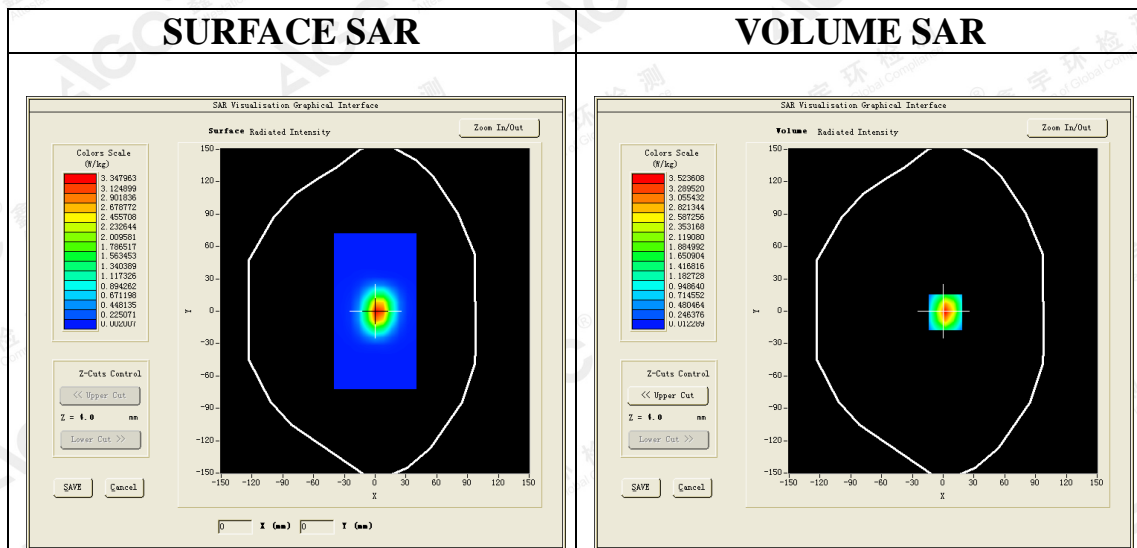 SURFACE SAR
VOLUME SAR
SAR Visualisation Graphical Interface
Surface Radiated Intensity
Zoom In/Out
Colors Scale
(W/kg)
3.347963
3.124899
2.901836
2.678772
2.455708
2.232644
2.009581
1.786517
1.563453
1.340389
1.117326
0.894262
0.671198
0.448135
0.225071
0.002007
150
120
90
60
30
0
-30
-60
-90
-120
-150
Y
-150 -120 -90 -60 -30 0 30 60 90 120 150
X
Z-Cuts Control
<< Upper Cut
Z = 4.0 mm
Lower Cut >>
SAVE Cancel
0 X (mm) 0 Y (mm)
SAR Visualisation Graphical Interface
Volume Radiated Intensity
Zoom In/Out
Colors Scale
(W/kg)
3.523608
3.289520
3.055432
2.821344
2.587256
2.353168
2.119080
1.884992
1.650904
1.416816
1.182728
0.948640
0.714552
0.480464
0.246376
0.012289
150
120
90
60
30
0
-30
-60
-90
-120
-150
Y
-150 -120 -90 -60 -30 0 30 60 90 120 150
X
Z-Cuts Control
<< Upper Cut
Z = 4.0 mm
Lower Cut >>
SAVE Cancel